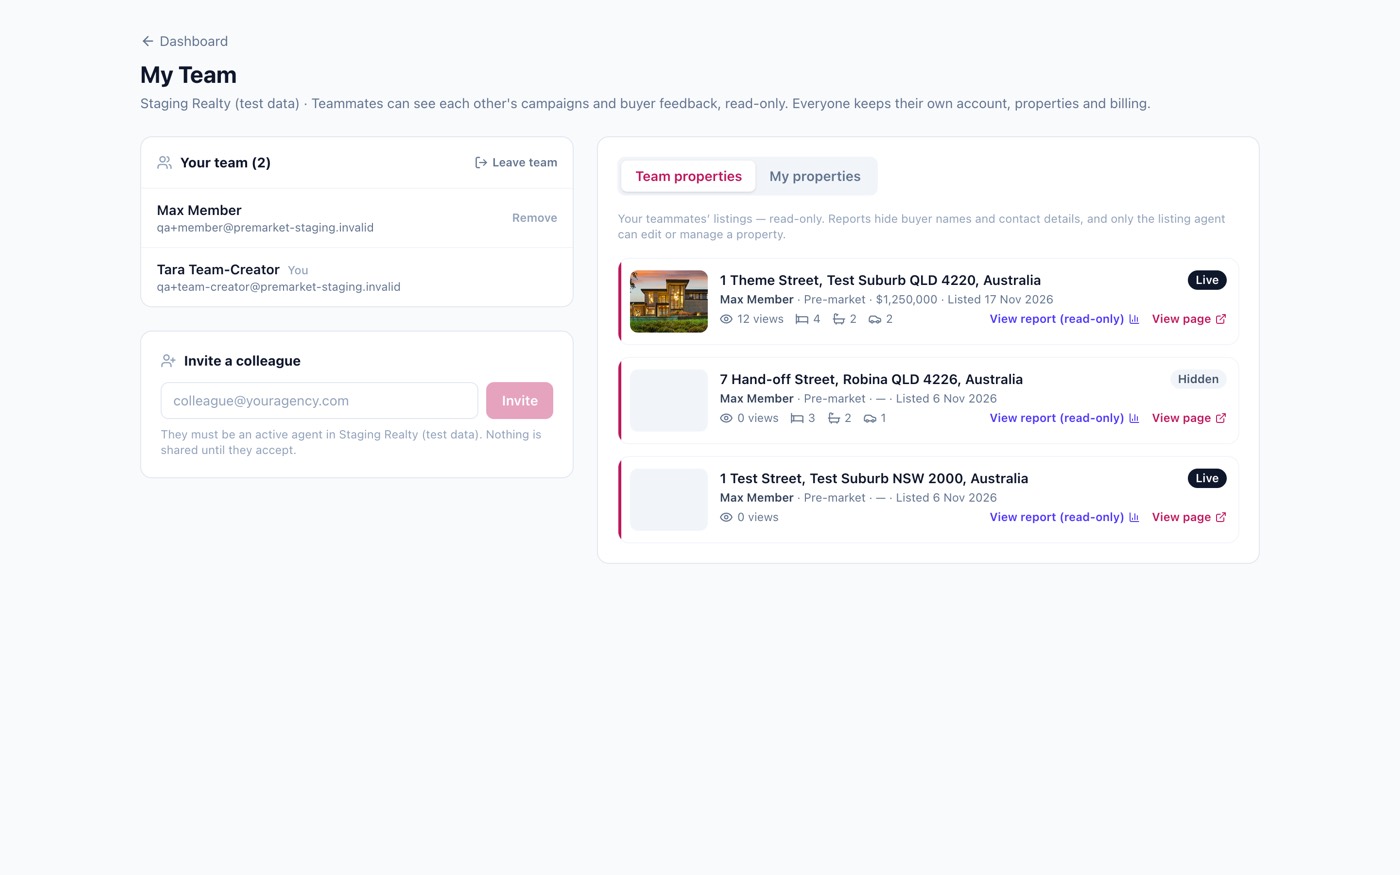 Dashboard
My Team
Staging Realty (test data) · Teammates can see each other's campaigns and buyer feedback, read-only. Everyone keeps their own account, properties and billing.
Your team (2)
Leave team
Max Member
qa+member@premarket-staging.invalid
Remove
Tara Team-Creator You
qa+team-creator@premarket-staging.invalid
Invite a colleague
colleague@youragency.com
Invite
They must be an active agent in Staging Realty (test data). Nothing is
shared until they accept.
Team properties
My properties
Your teammates' listings — read-only. Reports hide buyer names and contact details, and only the listing agent
can edit or manage a property.
1 Theme Street, Test Suburb QLD 4220, Australia
Live
Max Member · Pre-market · $1,250,000 · Listed 17 Nov 2026
12 views 4 2 2
View report (read-only)
View page
7 Hand-off Street, Robina QLD 4226, Australia
Hidden
Max Member · Pre-market · — · Listed 6 Nov 2026
0 views 3 2 1
View report (read-only)
View page
1 Test Street, Test Suburb NSW 2000, Australia
Live
Max Member · Pre-market · — · Listed 6 Nov 2026
0 views
View report (read-only)
View page